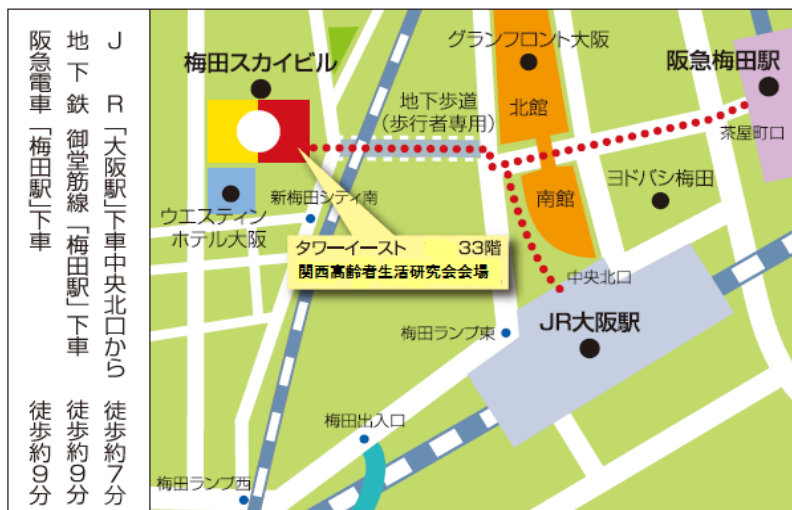 JR「大阪駅」下車中央北口から 徒歩約7分
地下鉄 御堂筋線「梅田駅」下車 徒歩約9分
阪急電車「梅田駅」下車 徒歩約9分
梅田スカイビル
グランフロント大阪
阪急梅田駅
北館
地下歩道
(歩行者専用)
茶屋町口
ヨドバシ梅田
南館
新梅田シティ南
ウエスティン
ホテル大阪
タワーイースト 33階
関西高齢者生活研究会会場
中央北口
JR大阪駅
梅田ランプ東
梅田出入口
梅田ランプ西